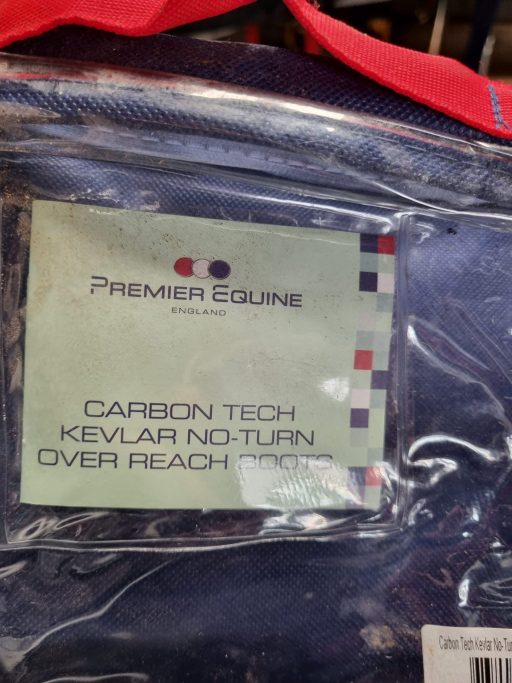 PREMIER EQUINE
ENGLAND
CARBON TECH
KEVLAR NO-TURN
OVER REACH BOOTS
Carbon Tech Kevlar No-Tur